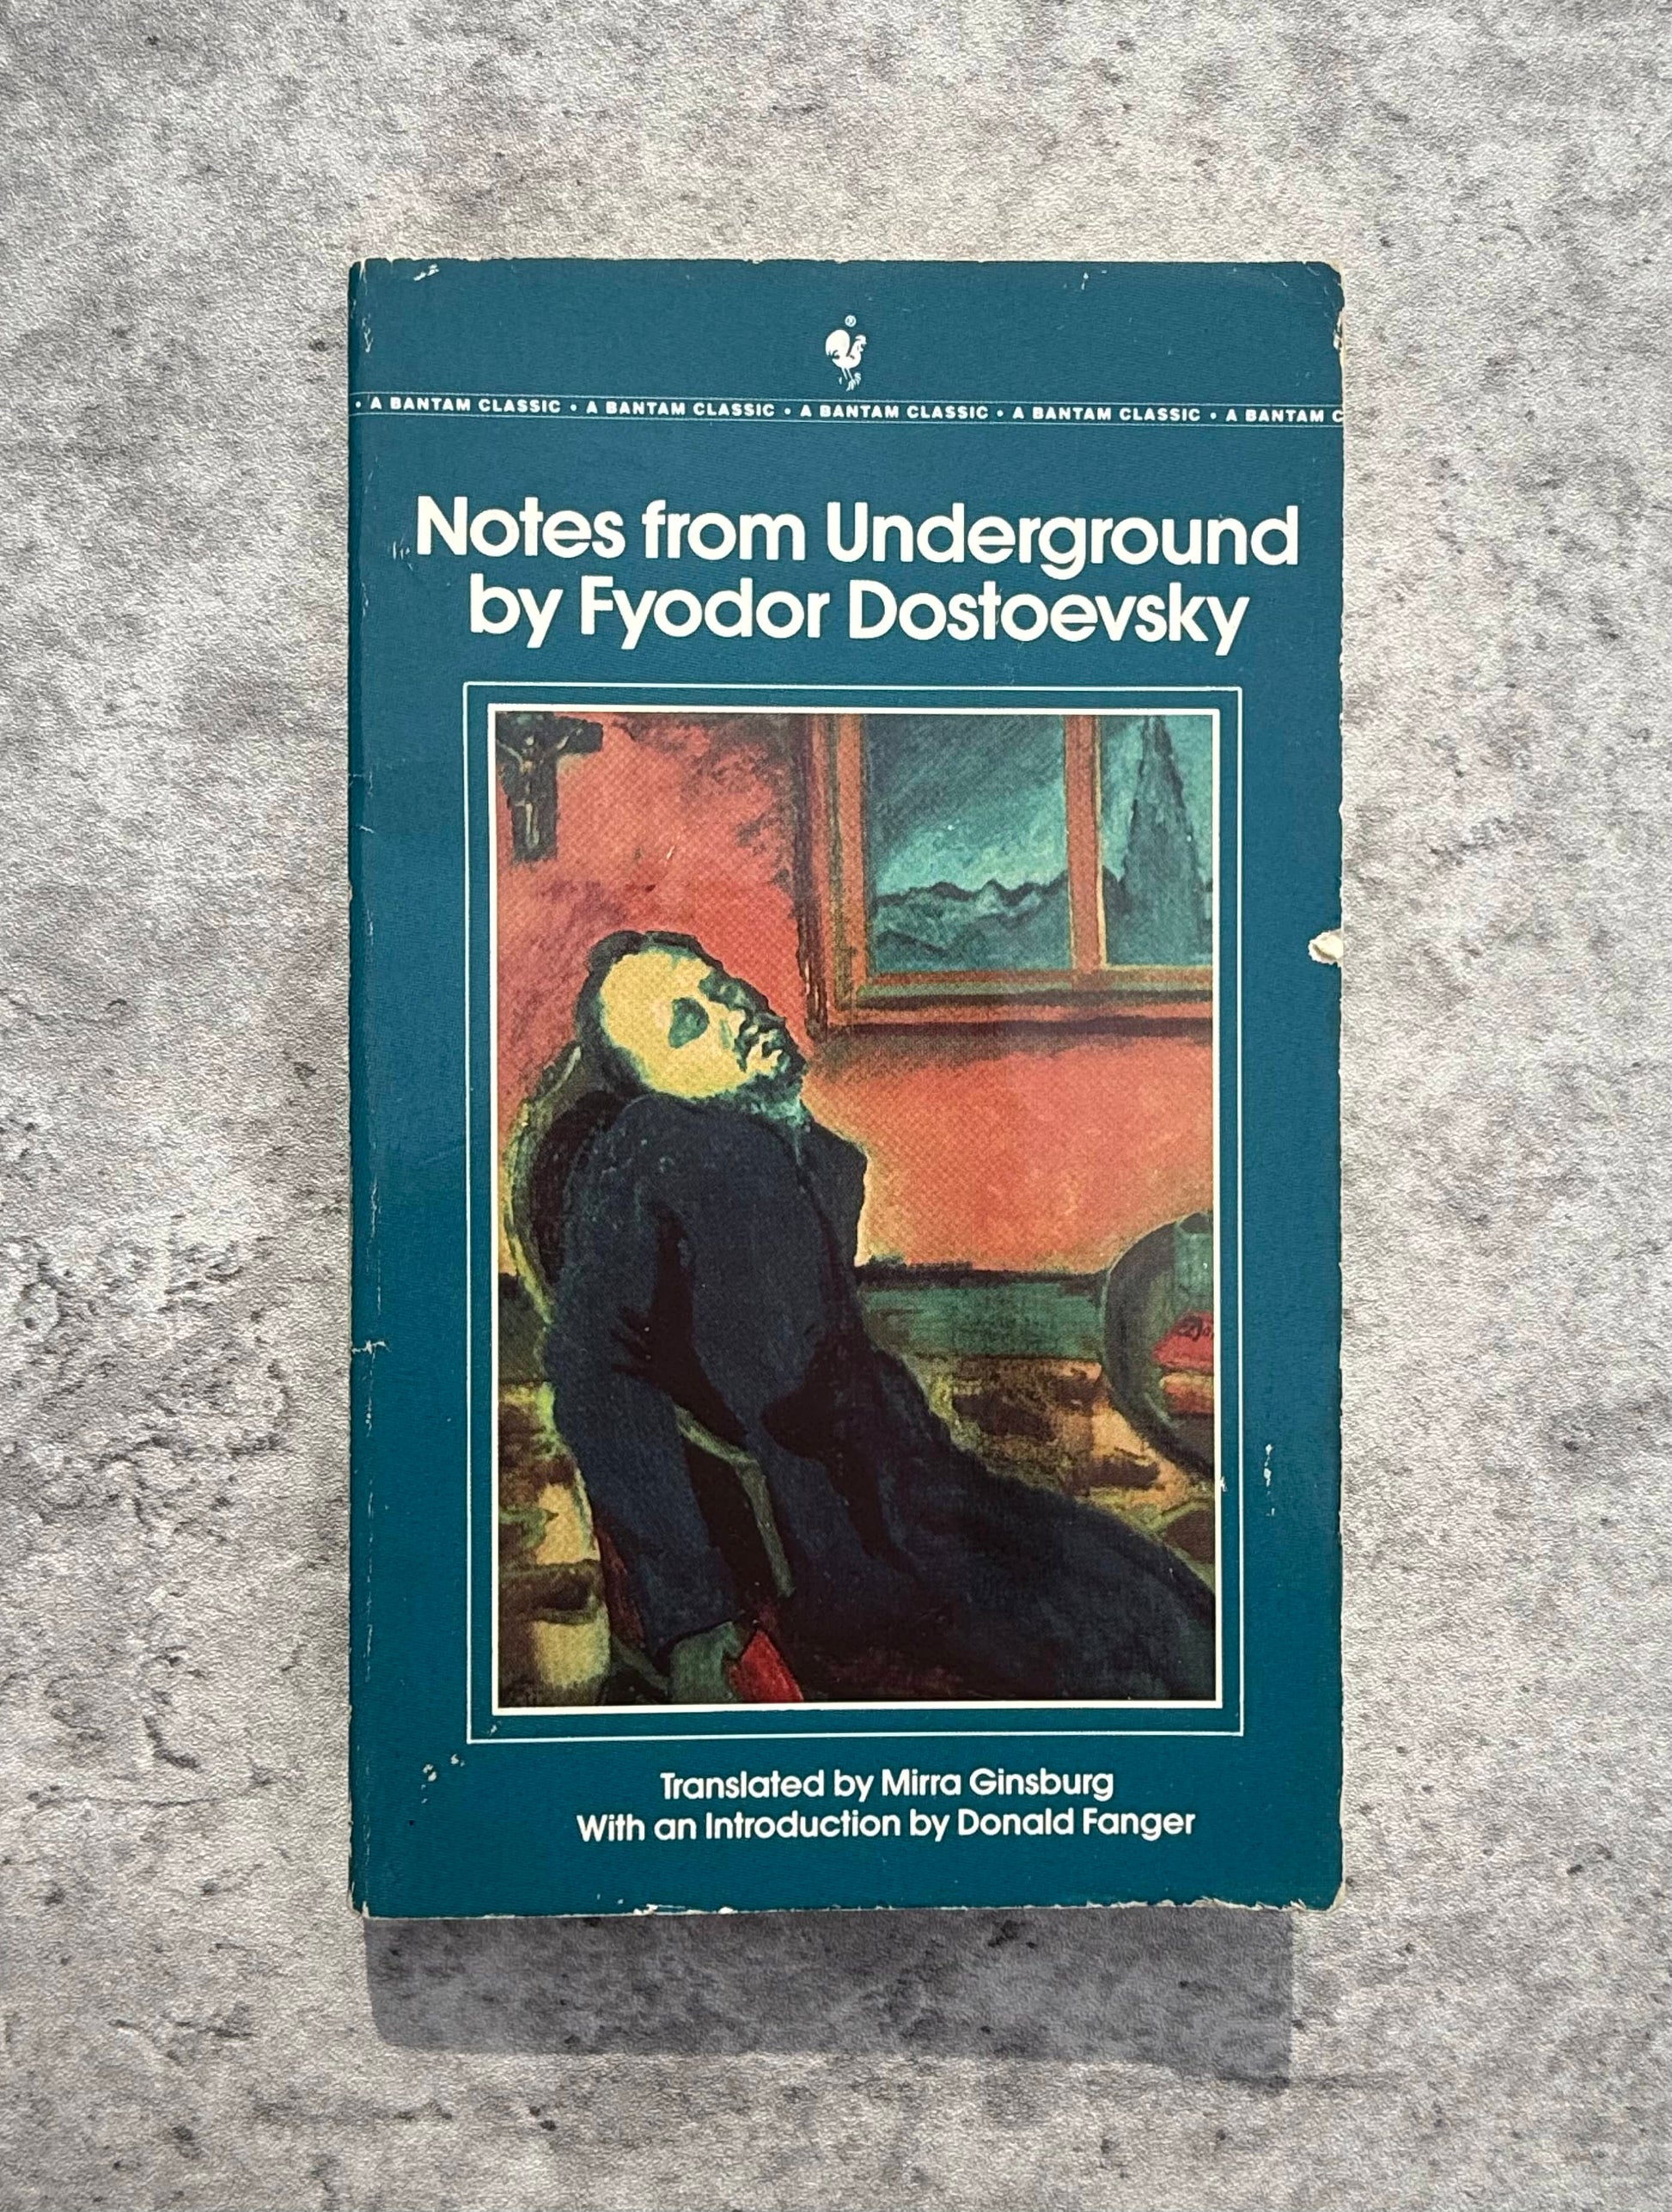 ®
• A BANTAM CLASSIC • A BANTAM CLASSIC • A BANTAM CLASSIC • A BANTAM CLASSIC • A BANTAM C
Notes from Underground
by Fyodor Dostoevsky
Translated by Mirra Ginsburg
With an Introduction by Donald Fanger